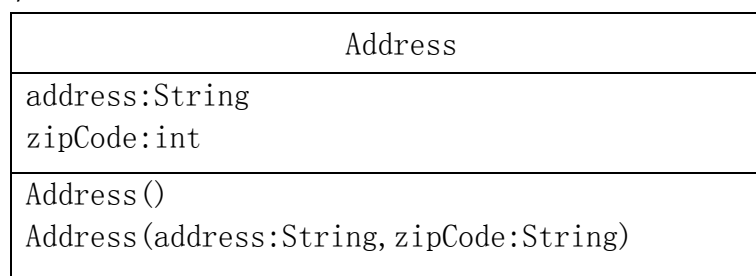 Address
address:String
zipCode:int
Address()
Address(address:String,zipCode:String)